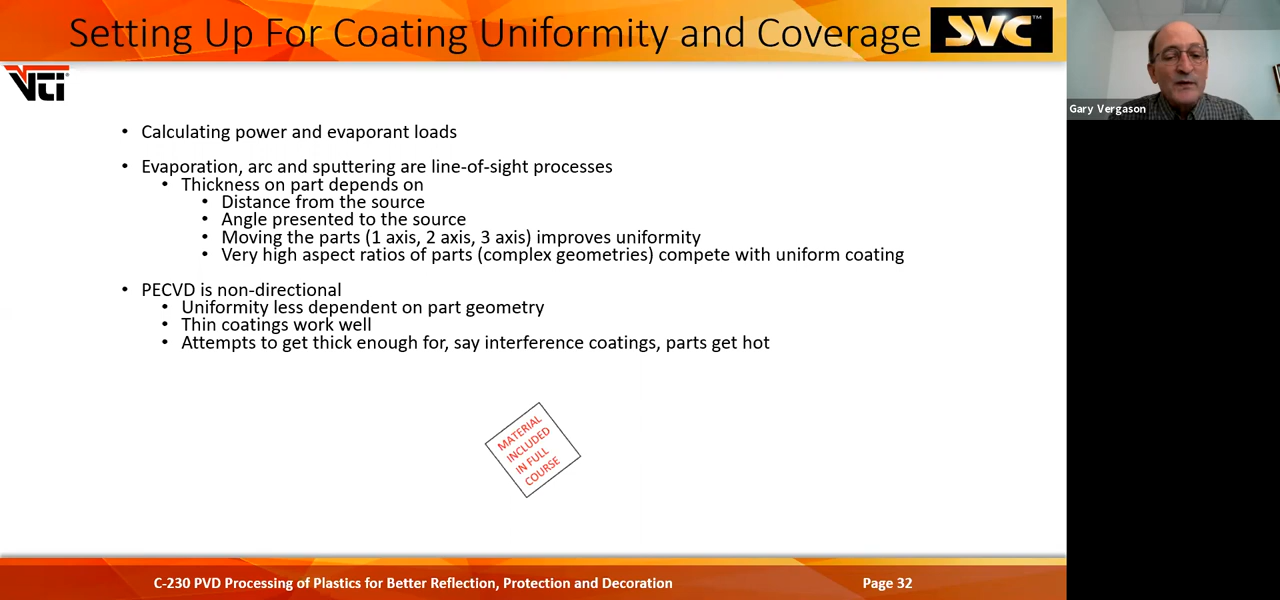 Setting Up For Coating Uniformity and Coverage
SVC™
VTi
Gary Vergason
• Calculating power and evaporant loads
• Evaporation, arc and sputtering are line-of-sight processes
• Thickness on part depends on
• Distance from the source
• Angle presented to the source
• Moving the parts (1 axis, 2 axis, 3 axis) improves uniformity
• Very high aspect ratios of parts (complex geometries) compete with uniform coating
• PECVD is non-directional
• Uniformity less dependent on part geometry
• Thin coatings work well
• Attempts to get thick enough for, say interference coatings, parts get hot
MATERIAL
INCLUDED
IN FULL
COURSE
C-230 PVD Processing of Plastics for Better Reflection, Protection and Decoration
Page 32